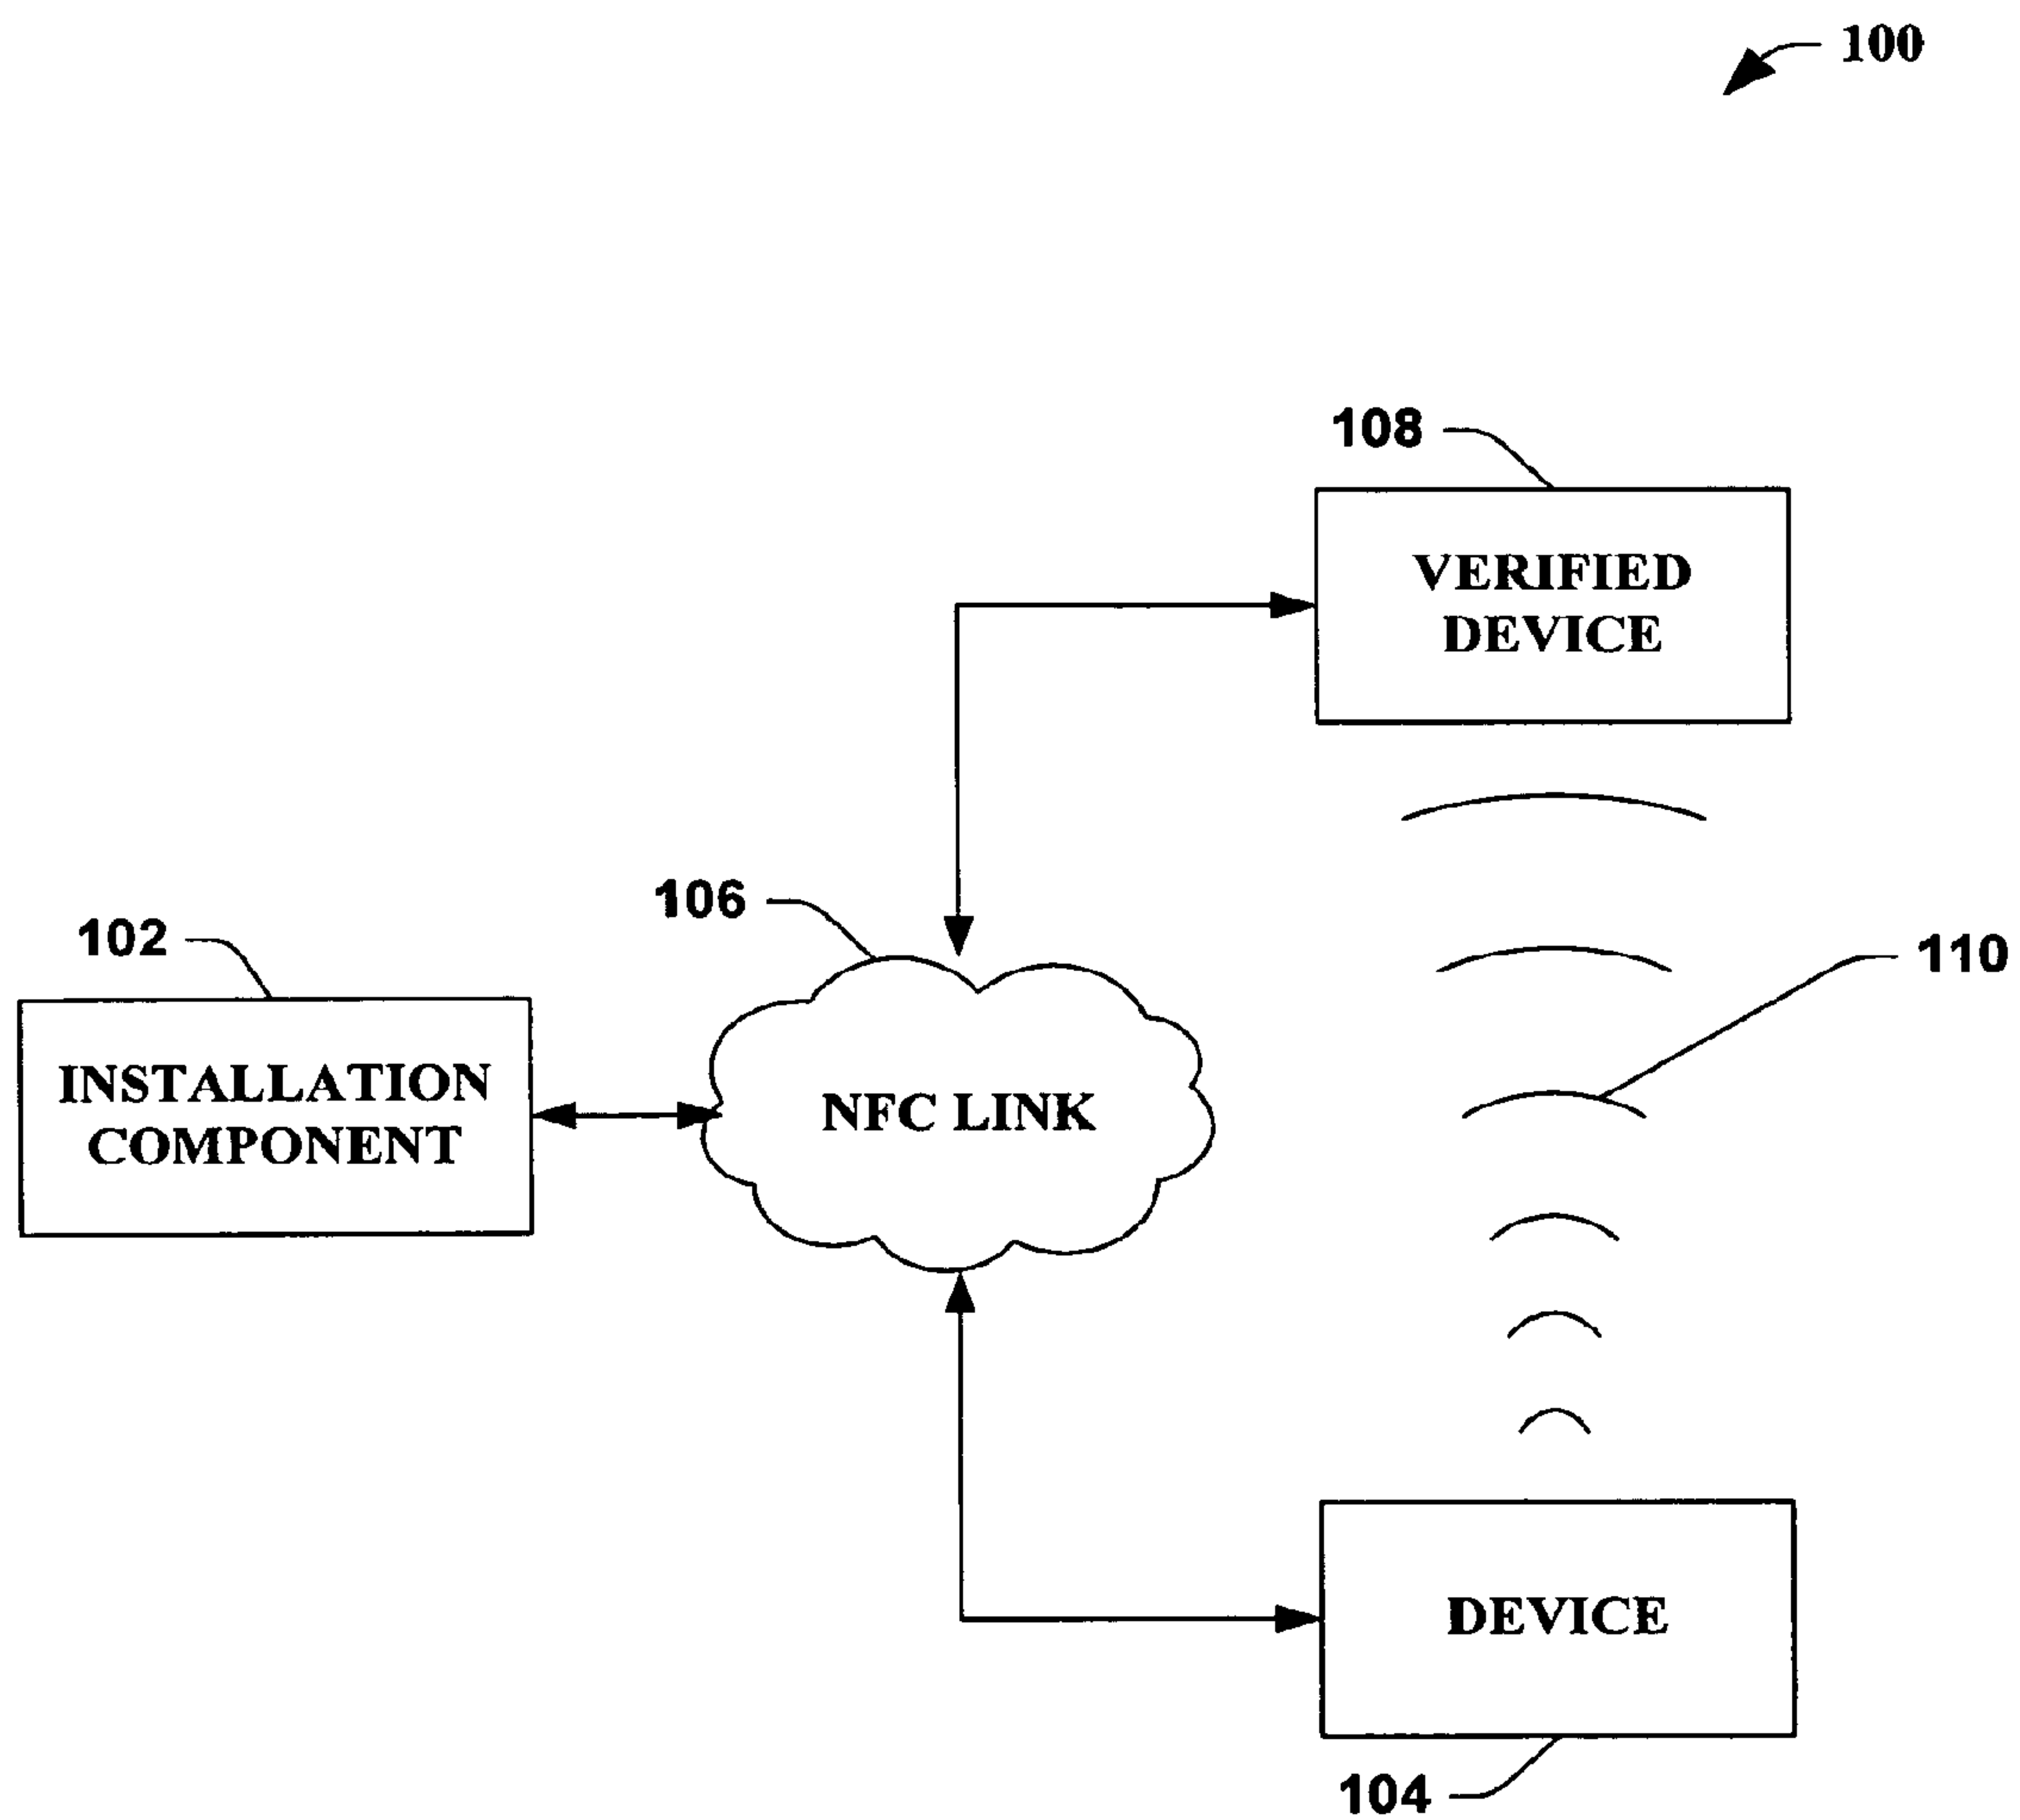 100
108
VERIFIED
DEVICE
106
102
110
INSTALLATION
COMPONENT
NFC LINK
DEVICE
104